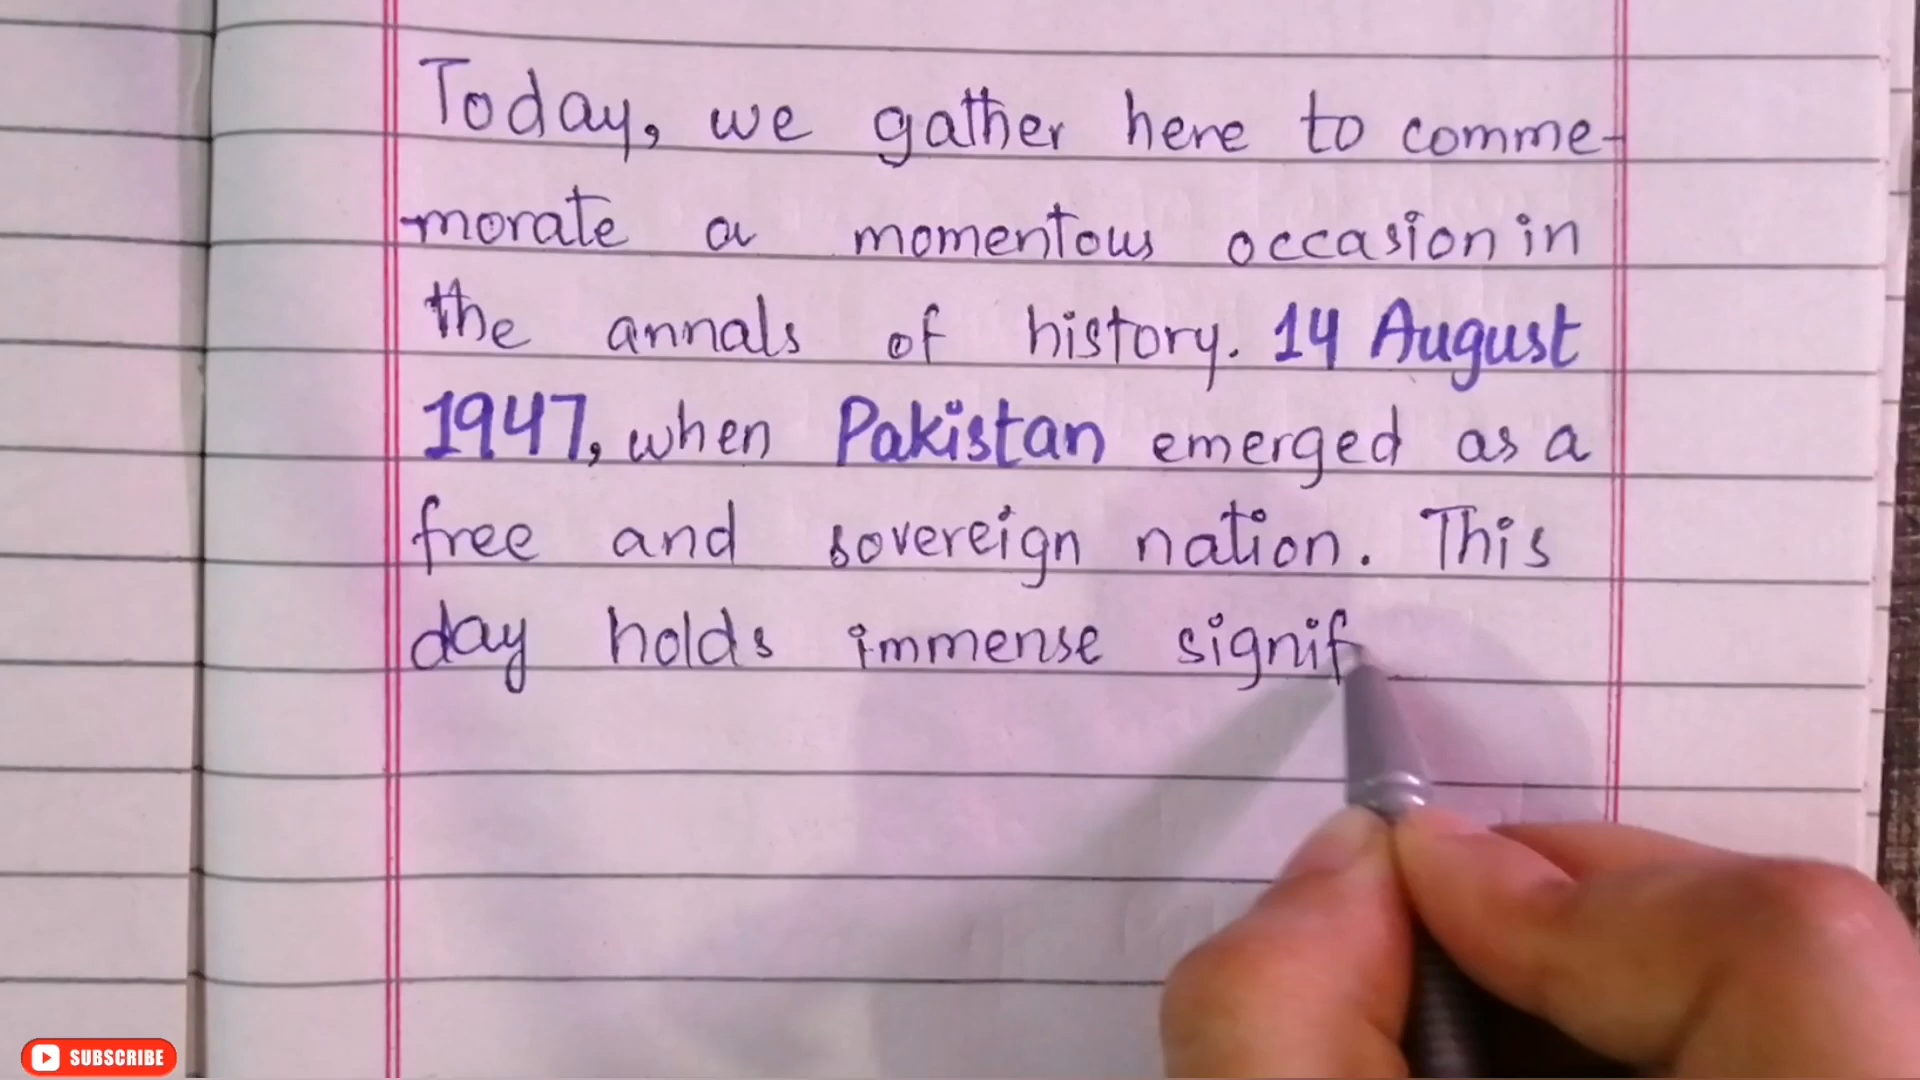 Today, we gather here to comme-
-morate a momentous occasion in
the annals of history. 14 August
1947, when Pakistan emerged as a
free and sovereign nation. This
day holds immense signif
SUBSCRIBE